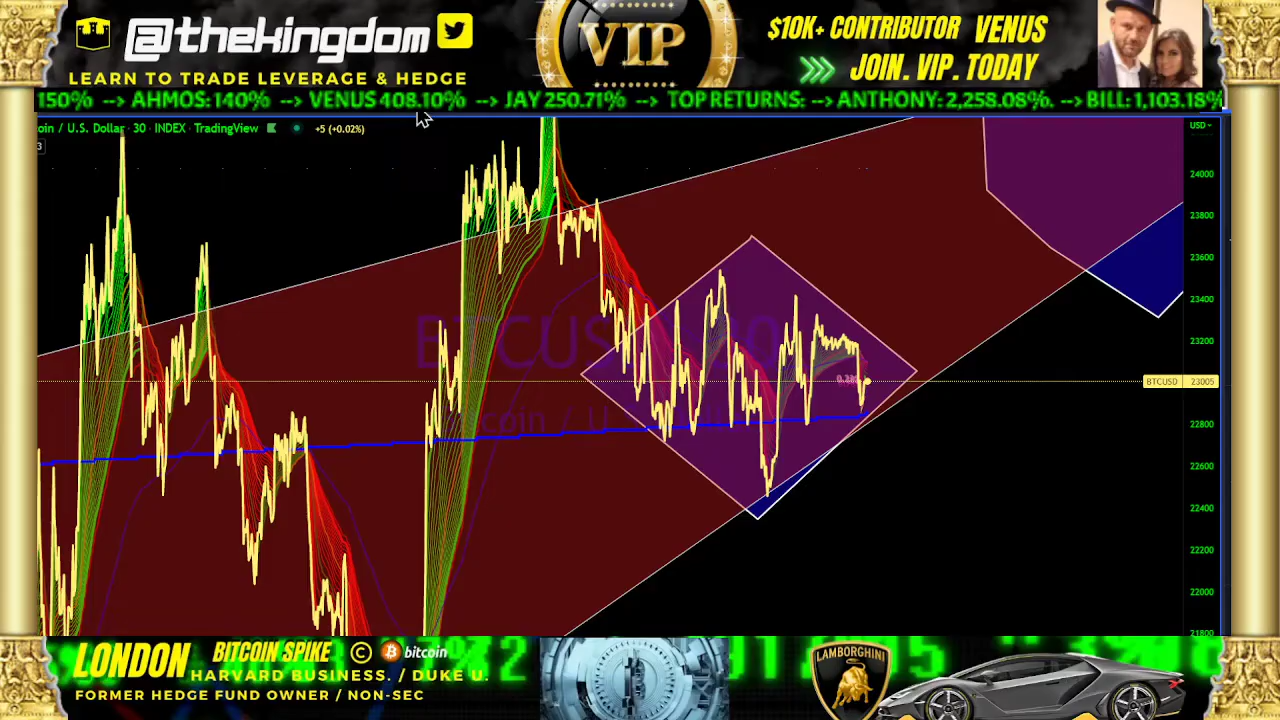 @thekingdom
LEARN TO TRADE LEVERAGE & HEDGE
VIP
$10K+ CONTRIBUTOR VENUS
JOIN. VIP. TODAY
150% --> AHMOS: 140% --> VENUS 408.10% --> JAY 250.71% --> TOP RETURNS: --> ANTHONY: 2,258.08%. --> BILL: 1,103.18%
oin / U.S. Dollar · 30 · INDEX · TradingView +5 (+0.02%)
USD
3
24000
23800
23600
23400
23200
BTCUSD 23005
22800
22600
22400
22200
22000
21800
LONDON BITCOIN SPIKE © bitcoin
HARVARD BUSINESS. / DUKE U.
FORMER HEDGE FUND OWNER / NON-SEC
LAMBORGHINI